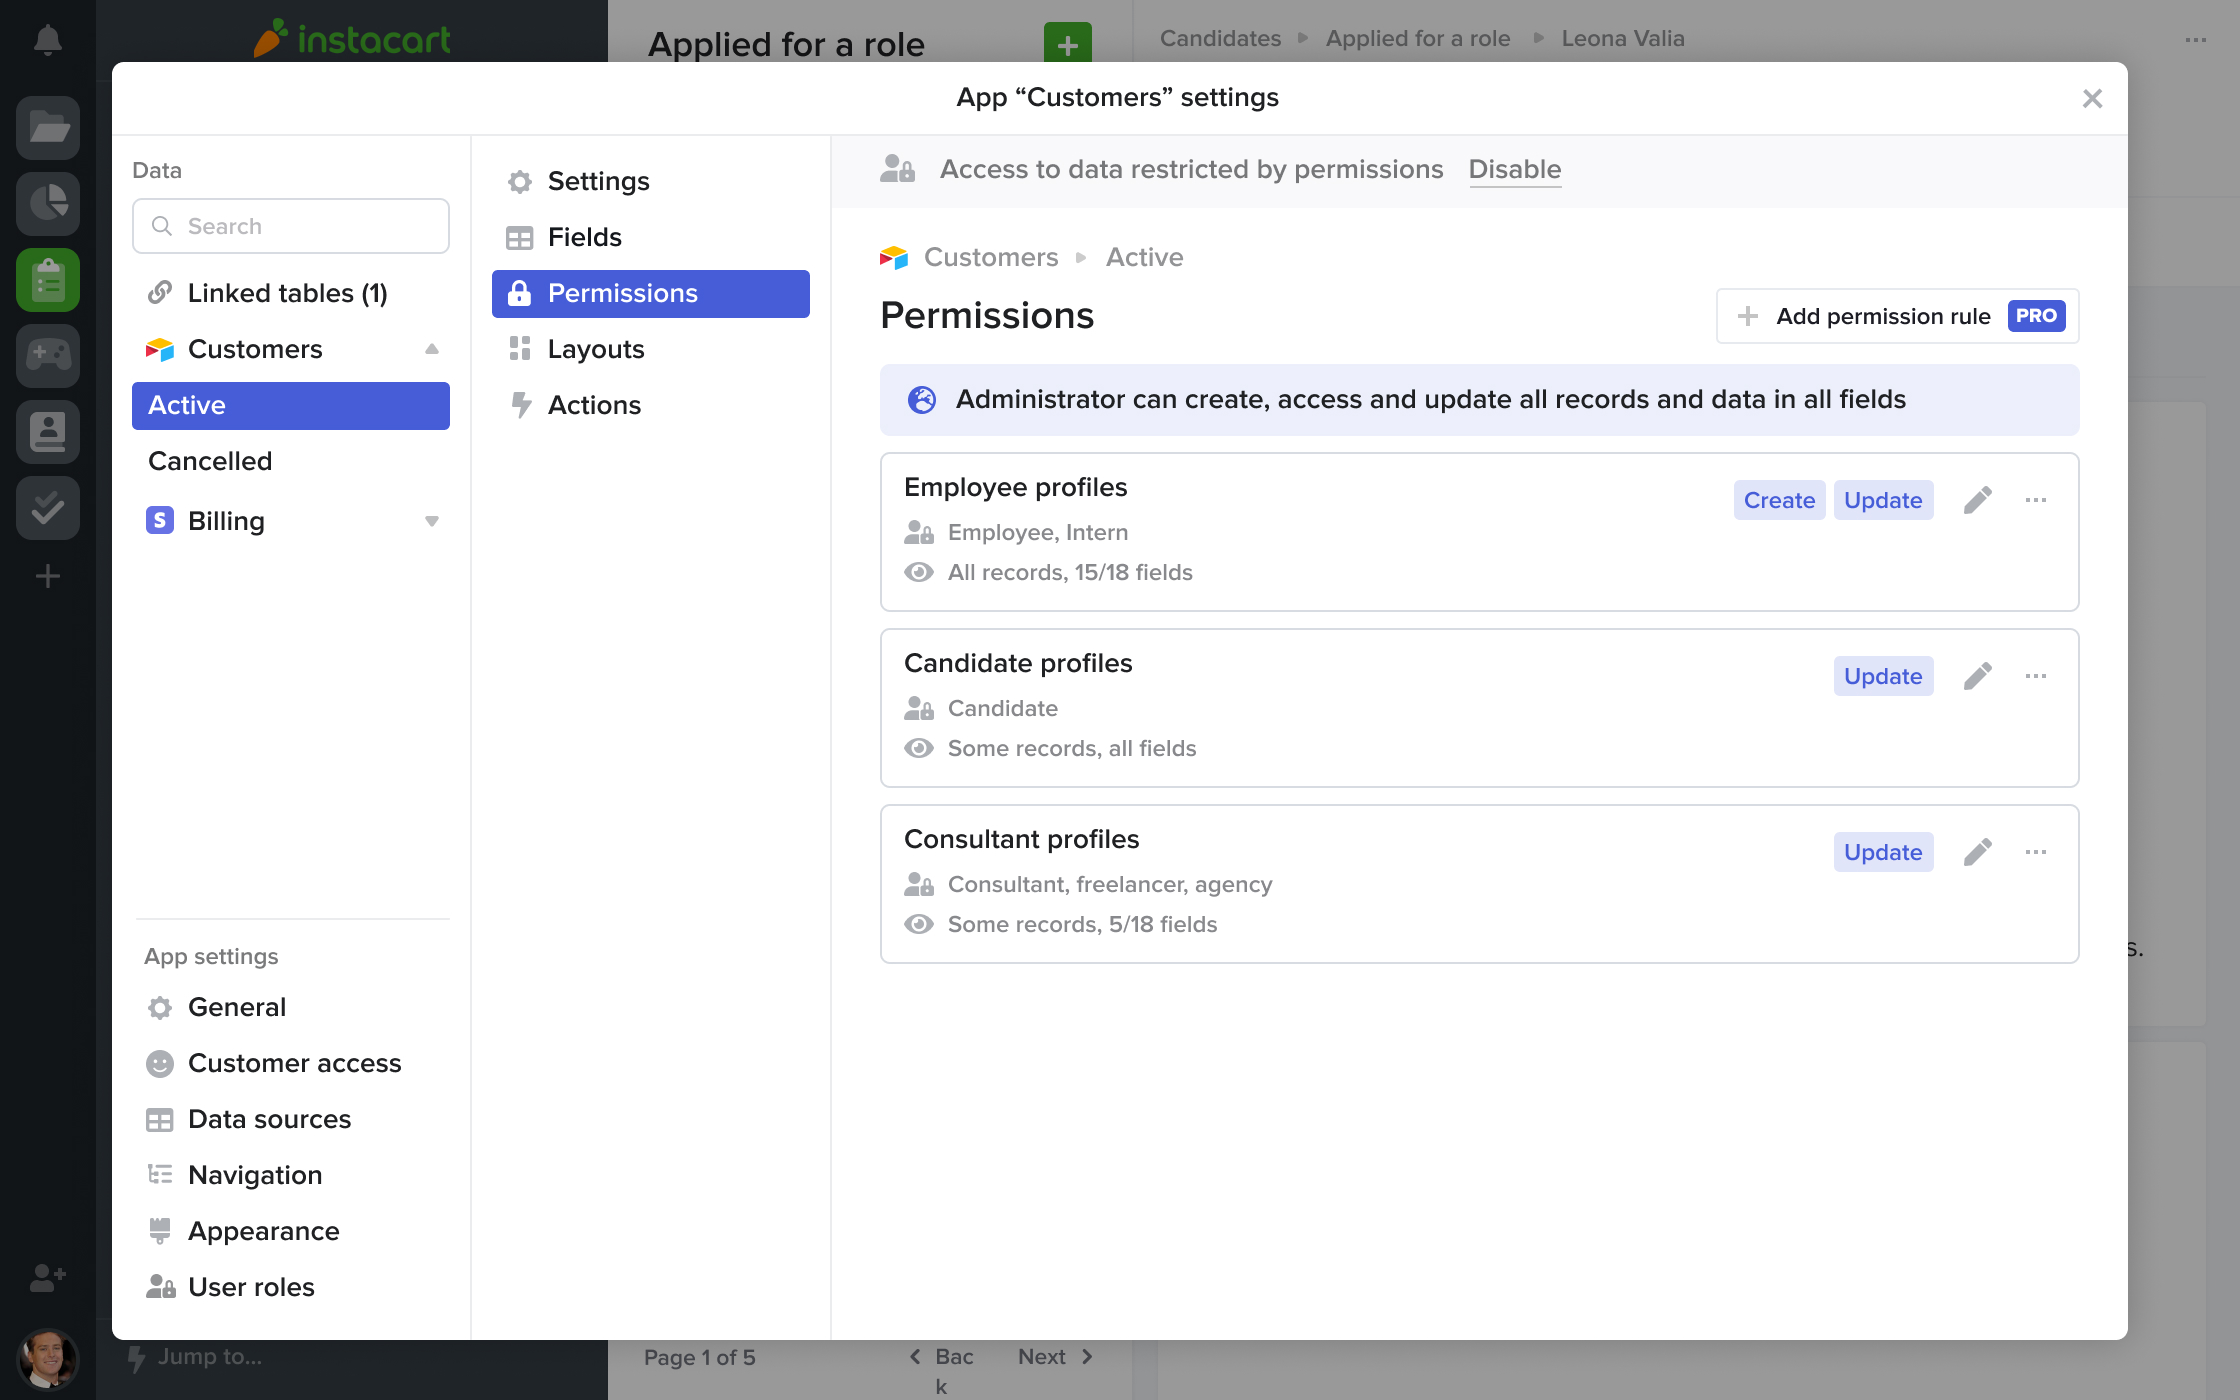 instacart
Applied for a role
Candidates
Applied for a role
Leona Valia
App “Customers” settings
Data
Search
Linked tables (1)
Customers
Active
Cancelled
S
Billing
App settings
General
Customer access
Data sources
Navigation
Appearance
User roles
Settings
Fields
Permissions
Layouts
Actions
Access to data restricted by permissions
Disable
Customers
Active
Permissions
Add permission rule
PRO
Administrator can create, access and update all records and data in all fields
Employee profiles
Create
Update
Employee, Intern
All records, 15/18 fields
Candidate profiles
Update
Candidate
Some records, all fields
Consultant profiles
Update
Consultant, freelancer, agency
Some records, 5/18 fields
s.
Jump to...
Page 1 of 5
Bac
k
Next